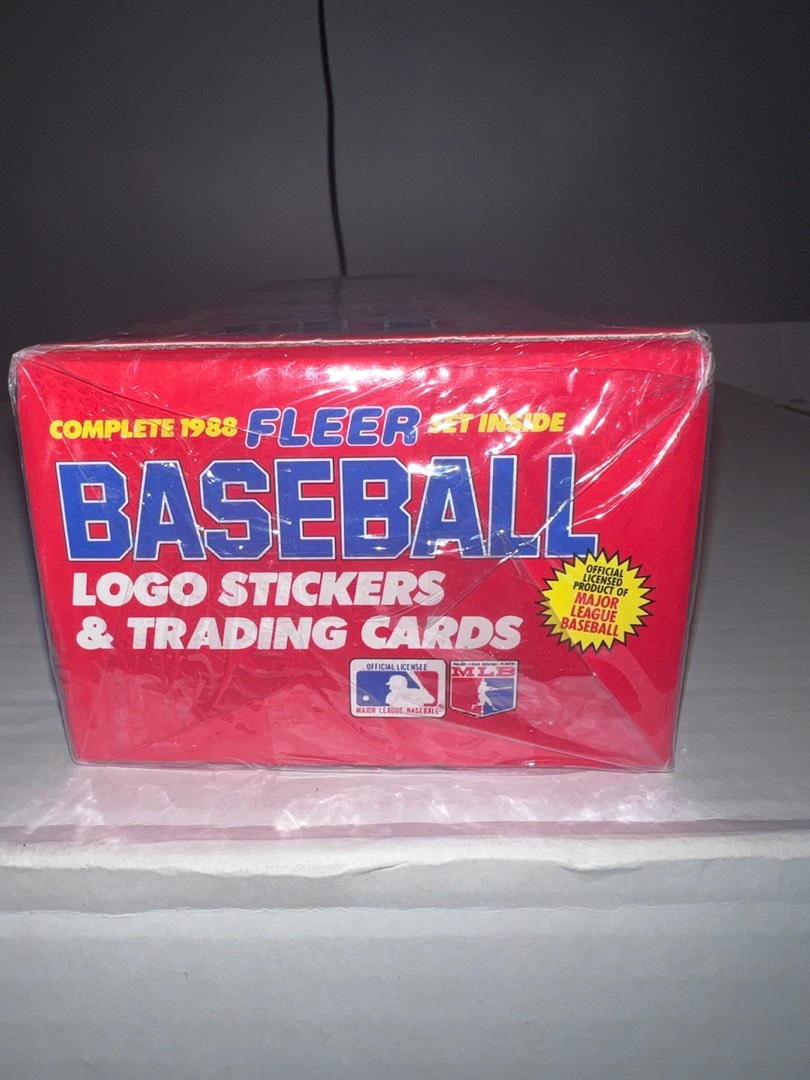 COMPLETE 1988 FLEER SET INSIDE
BASEBALL
LOGO STICKERS
& TRADING CARDS
OFFICIAL
LICENSED
PRODUCT OF
MAJOR
LEAGUE
BASEBALL
OFFICIAL LICENSEE
MAJOR LEAGUE BASEBALL
MLB